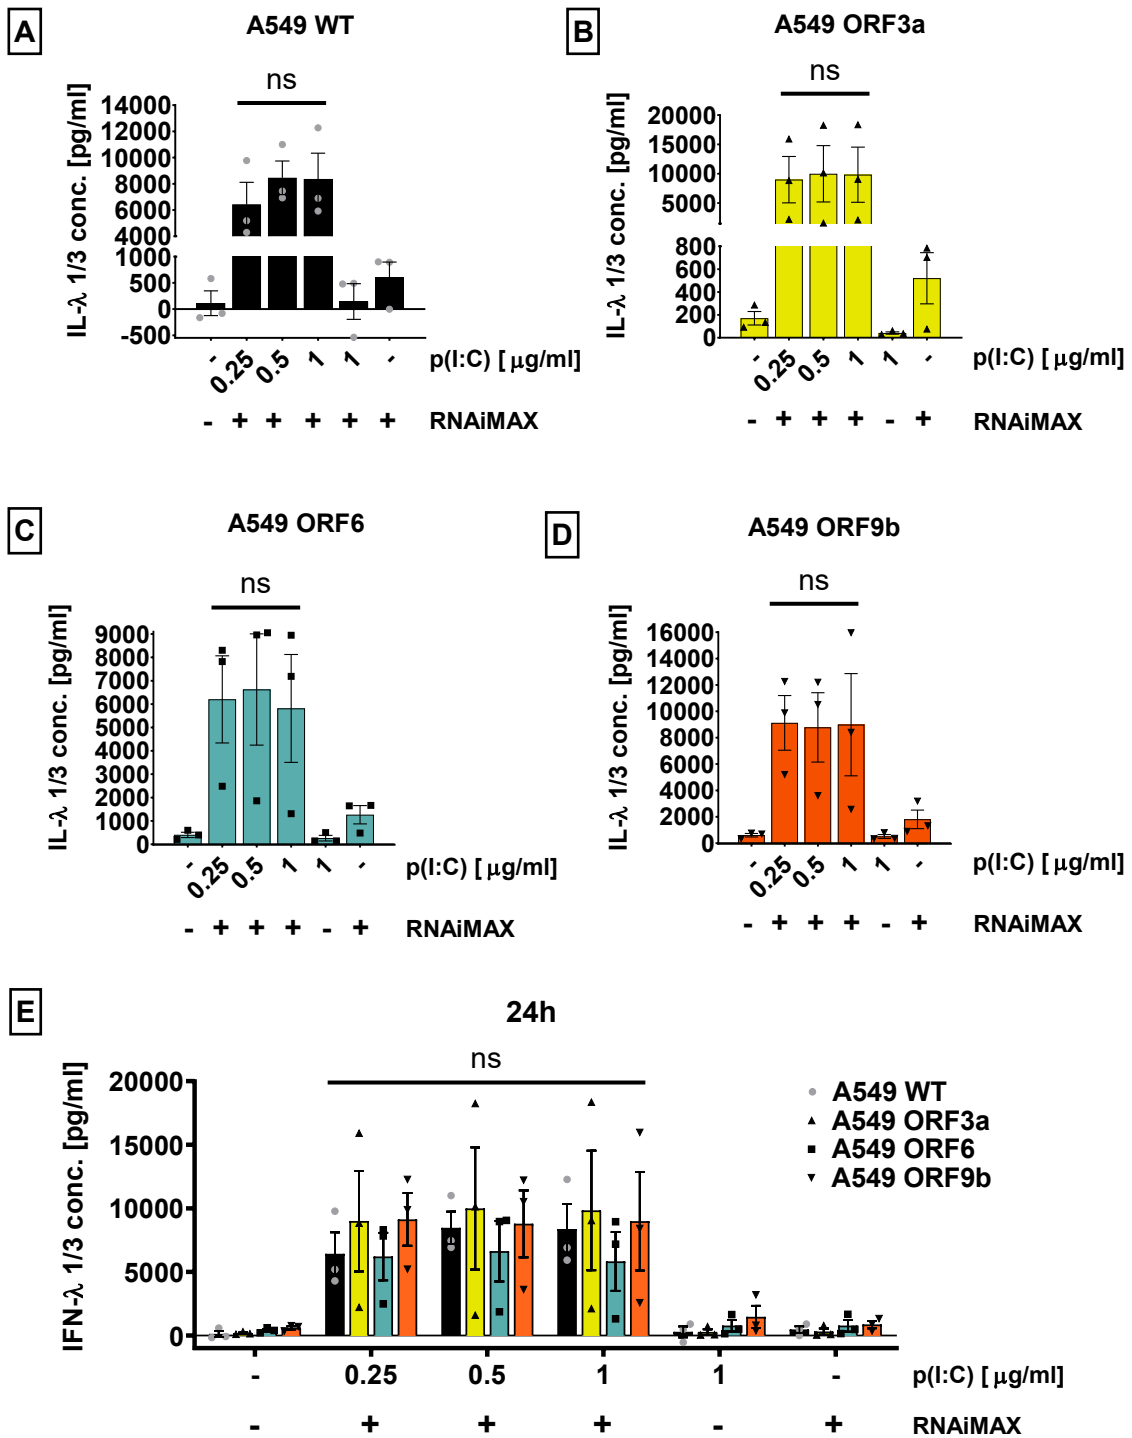 A
A549 WT
ns
IL-λ 1/3 conc. [pg/ml]
14000
12000
10000
8000
6000
4000
1000
500
0
-500
- 0.25 0.5 1 1 - p(I:C) [ μg/ml]
- + + + + + RNAiMAX
B
A549 ORF3a
ns
IL-λ 1/3 conc. [pg/ml]
20000
15000
10000
5000
800
600
400
200
0
- 0.25 0.5 1 1 - p(I:C) [ μg/ml]
- + + + - + RNAiMAX
C
A549 ORF6
ns
IL-λ 1/3 conc. [pg/ml]
9000
8000
7000
6000
5000
4000
3000
2000
1000
0
- 0.25 0.5 1 1 - p(I:C) [ μg/ml]
- + + + - + RNAiMAX
D
A549 ORF9b
ns
IL-λ 1/3 conc. [pg/ml]
16000
14000
12000
10000
8000
6000
4000
2000
0
- 0.25 0.5 1 1 - p(I:C) [ μg/ml]
- + + + - + RNAiMAX
E
24h
ns
IFN-λ 1/3 conc. [pg/ml]
20000
15000
10000
5000
0
A549 WT
A549 ORF3a
A549 ORF6
A549 ORF9b
- 0.25 0.5 1 1 - p(I:C) [ μg/ml]
- + + + - + RNAiMAX